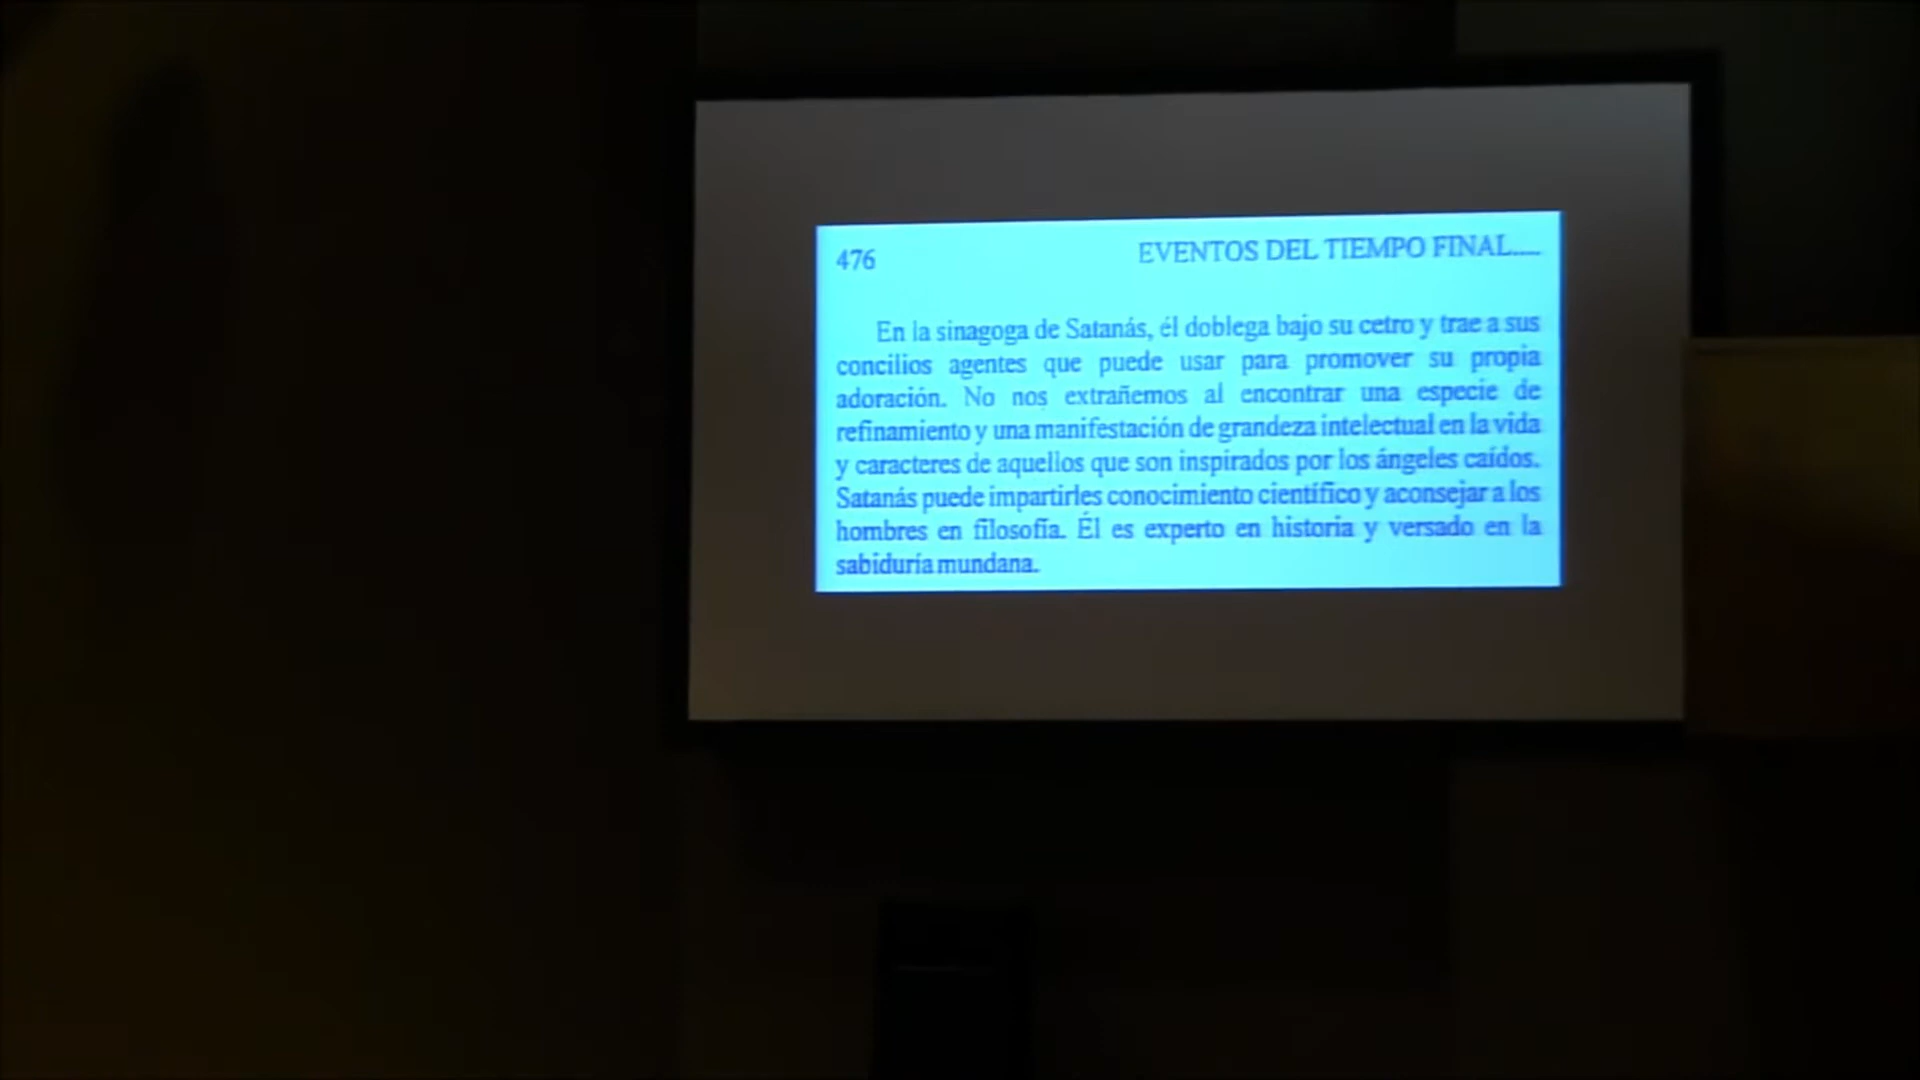 476 EVENTOS DEL TIEMPO FINAL.....
En la sinagoga de Satanás, él doblega bajo su cetro y trae a sus
concilios agentes que puede usar para promover su propia
adoración. No nos extrañemos al encontrar una especie de
refinamiento y una manifestación de grandeza intelectual en la vida
y caracteres de aquellos que son inspirados por los ángeles caídos.
Satanás puede impartirles conocimiento científico y aconsejar a los
hombres en filosofía. Él es experto en historia y versado en la
sabiduría mundana.